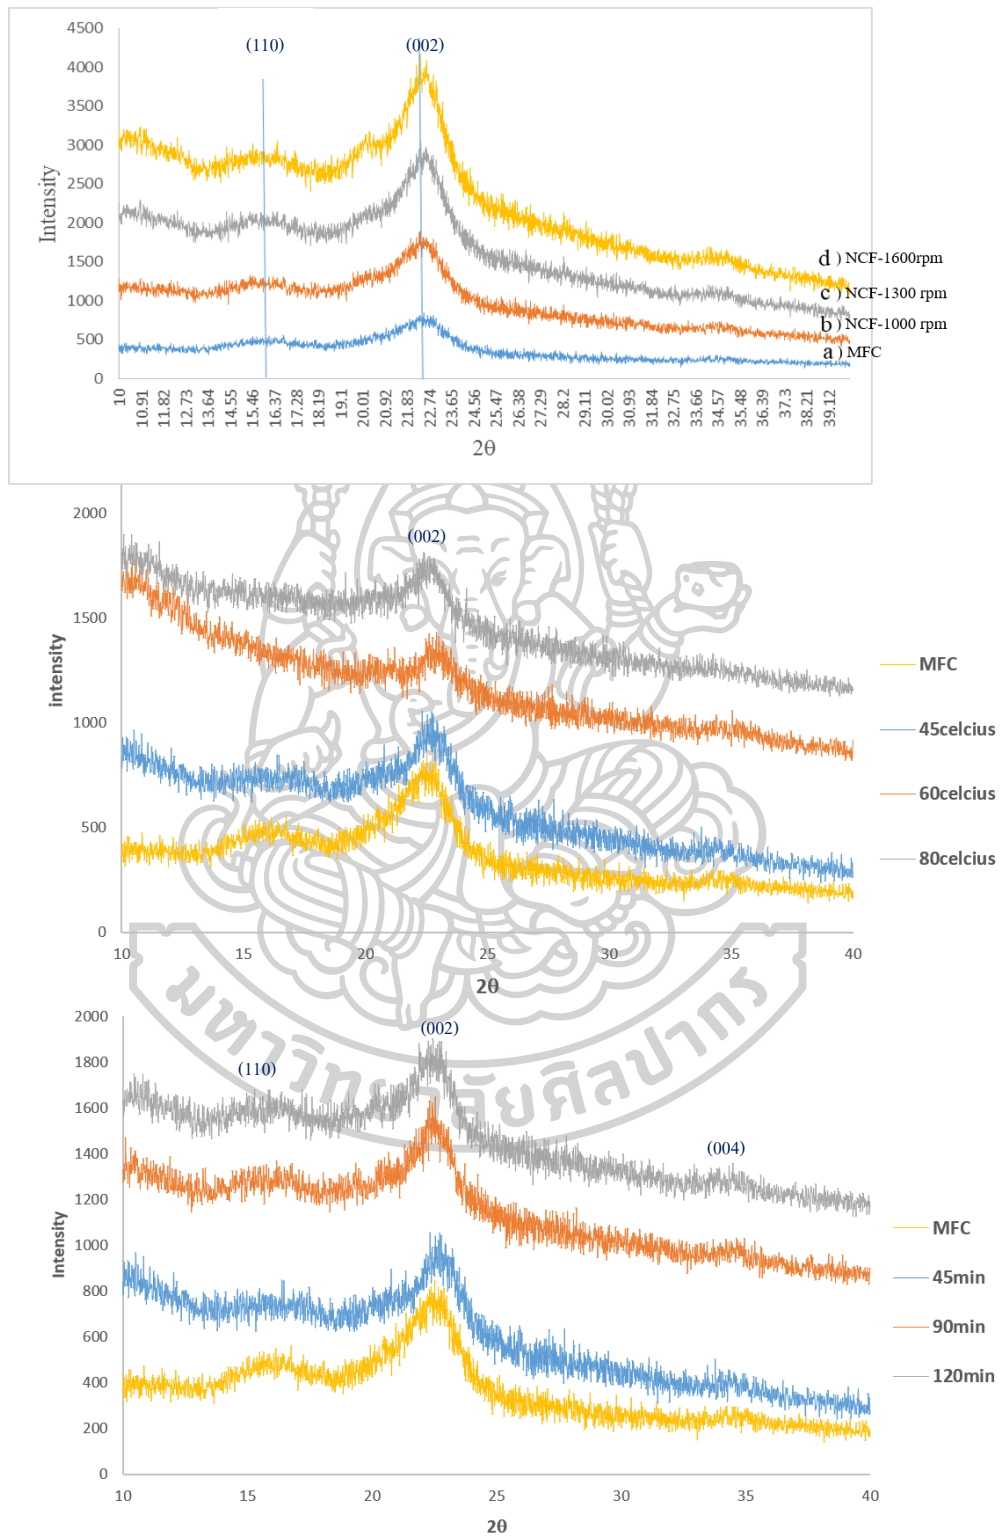 (110)
(002)
4500
4000
3500
3000
2500
2000
1500
1000
500
0
Intensity
10 10.91 11.82 12.73 13.64 14.55 15.46 16.37 17.28 18.19 19.1 20.01 20.92 21.83 22.74 23.65 24.56 25.47 26.38 27.29 28.2 29.11 30.02 30.93 31.84 32.75 33.66 34.57 35.48 36.39 37.3 38.21 39.12
2θ
d ) NCF-1600rpm
c ) NCF-1300 rpm
b ) NCF-1000 rpm
a ) MFC
(002)
2000
1500
1000
500
0
intensity
10 15 20 25 30 35 40
2θ
MFC
45celcius
60celcius
80celcius
มหาวิทยาลัยศิลปากร
(002)
(110)
(004)
2000
1800
1600
1400
1200
1000
800
600
400
200
0
Intensity
10 15 20 25 30 35 40
2θ
MFC
45min
90min
120min